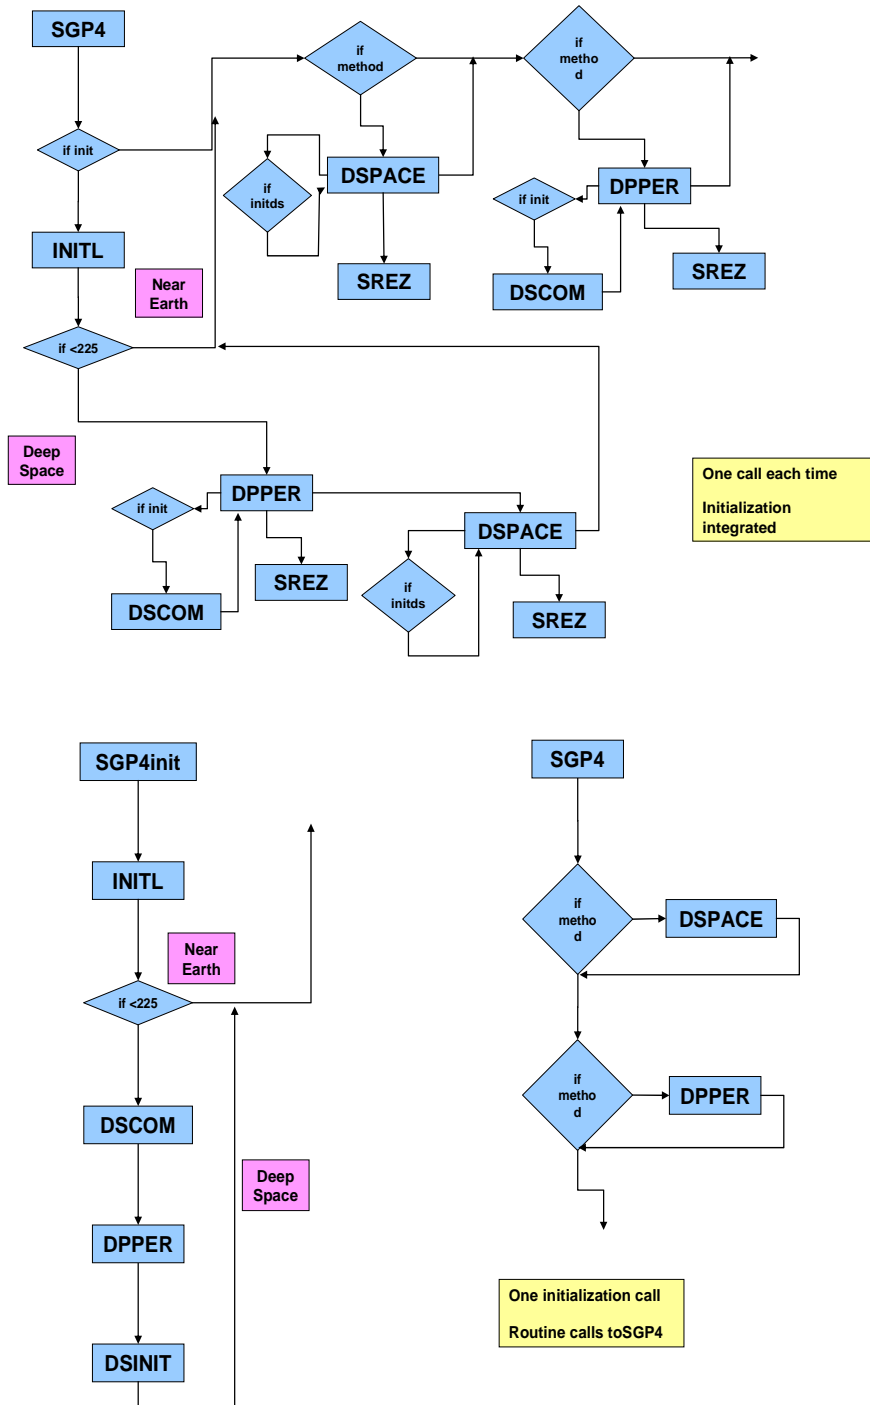 SGP4
if
method
if
metho
d
if init
DSPACE
DPPER
if
initds
if init
INITL
SREZ
SREZ
DSCOM
Near
Earth
if <225
Deep
Space
DPPER
if init
DSPACE
SREZ
DSCOM
if
initds
SREZ
One call each time
Initialization
integrated
SGP4init
INITL
Near
Earth
if <225
DSCOM
Deep
Space
DPPER
DSINIT
SGP4
if
metho
d
DSPACE
if
metho
d
DPPER
One initialization call
Routine calls toSGP4